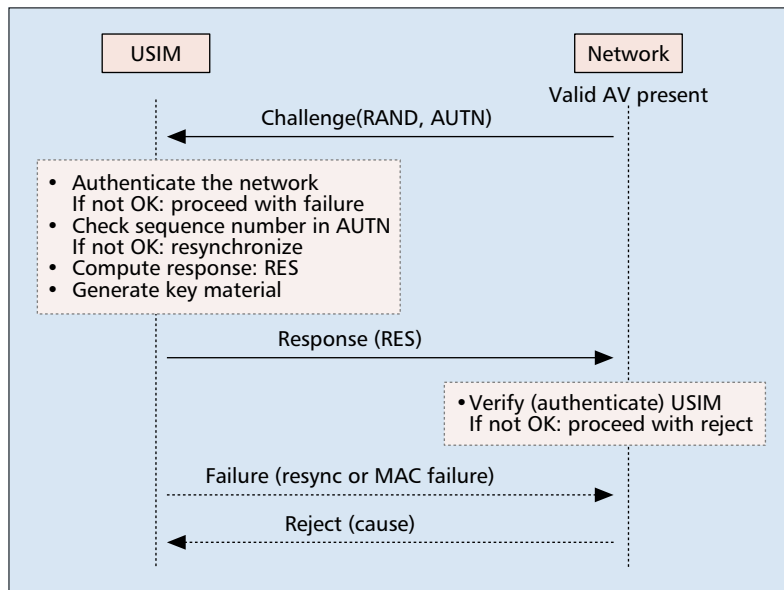 USIM
Network
Valid AV present
Challenge(RAND, AUTN)
• Authenticate the network
If not OK: proceed with failure
• Check sequence number in AUTN
If not OK: resynchronize
• Compute response: RES
• Generate key material
Response (RES)
• Verify (authenticate) USIM
If not OK: proceed with reject
Failure (resync or MAC failure)
Reject (cause)